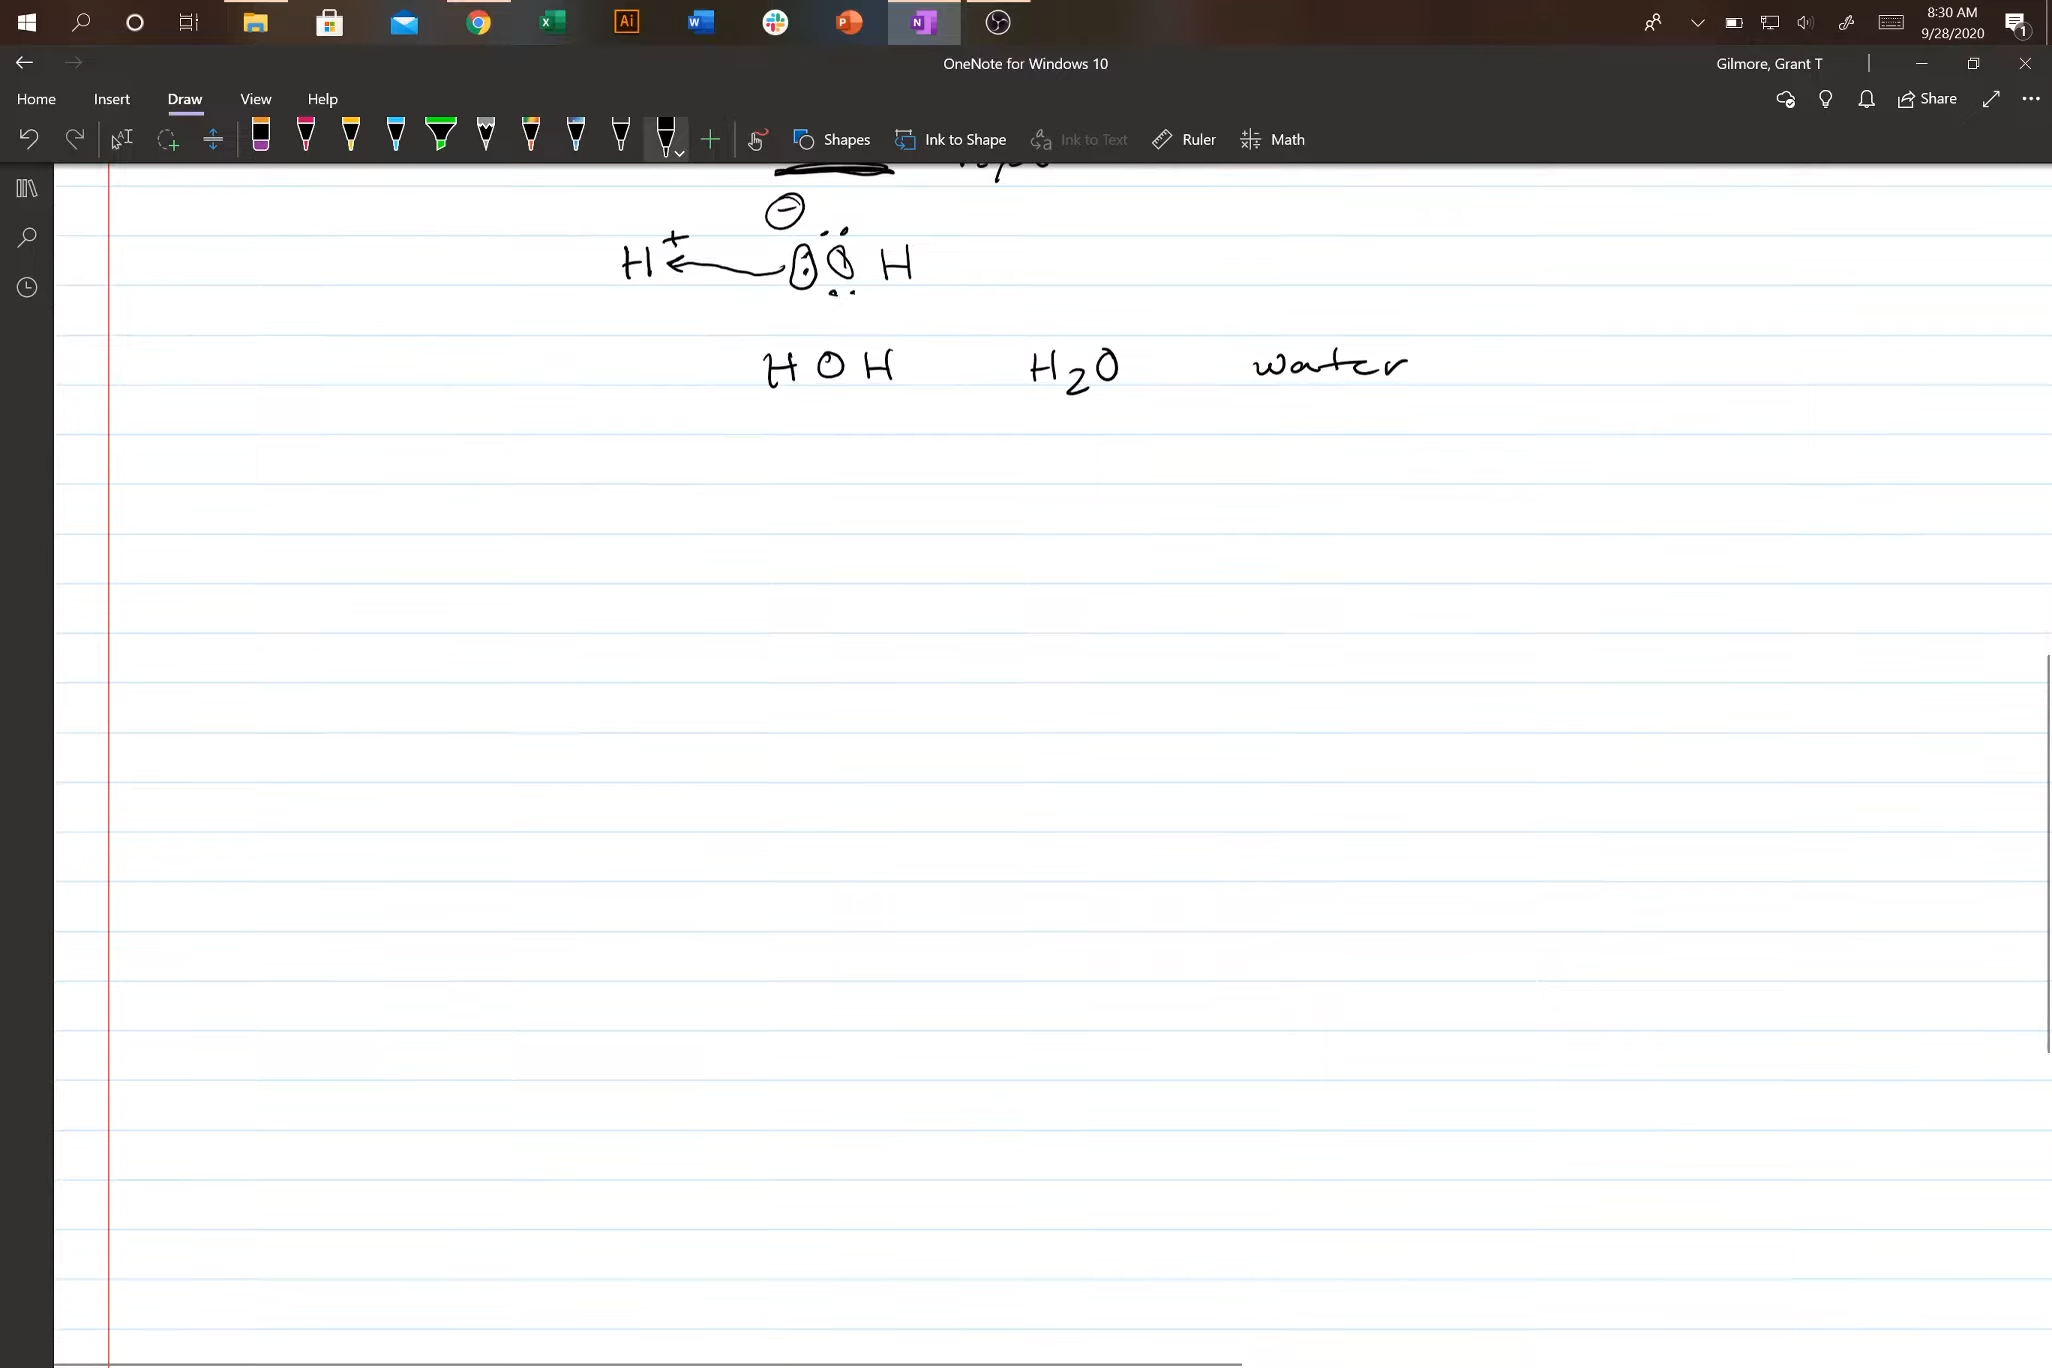 8:30 AM
9/28/2020
1
OneNote for Windows 10
Gilmore, Grant T
Home Insert Draw View Help
Share
Shapes Ink to Shape Ink to Text Ruler Math
⊖
H+ : O H
HOH H₂O water